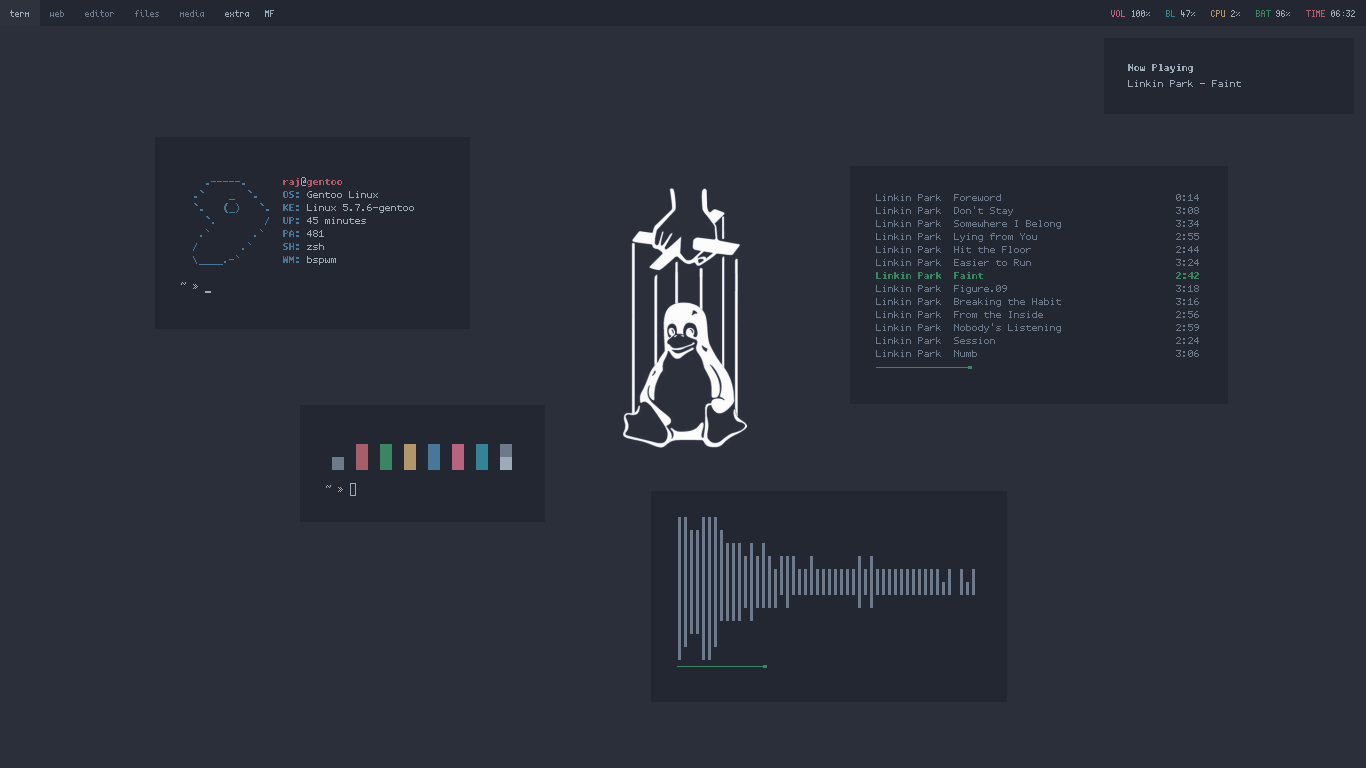 term web editor files media extra MF
VOL 100% BL 47% CPU 2% BAT 96% TIME 06:32
Now Playing
Linkin Park - Faint
raj@gentoo
OS: Gentoo Linux
KE: Linux 5.7.6-gentoo
UP: 45 minutes
PA: 481
SH: zsh
WM: bspwm
~ » _
Linkin Park Foreword 0:14
Linkin Park Don't Stay 3:08
Linkin Park Somewhere I Belong 3:34
Linkin Park Lying from You 2:55
Linkin Park Hit the Floor 2:44
Linkin Park Easier to Run 3:24
Linkin Park Faint 2:42
Linkin Park Figure.09 3:18
Linkin Park Breaking the Habit 3:16
Linkin Park From the Inside 2:56
Linkin Park Nobody's Listening 2:59
Linkin Park Session 2:24
Linkin Park Numb 3:06
~ »